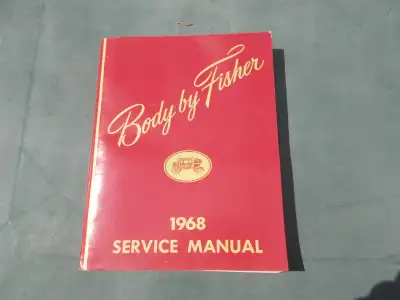 Body by Fisher
1968
SERVICE MANUAL